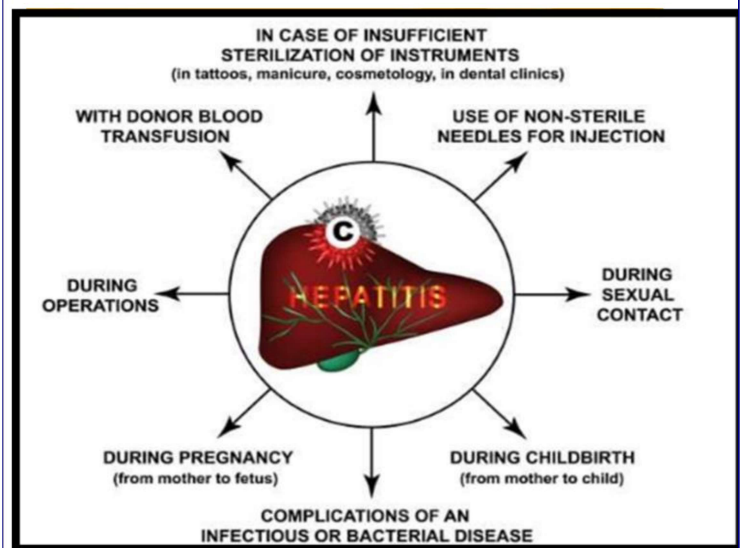 IN CASE OF INSUFFICIENT
STERILIZATION OF INSTRUMENTS
(in tattoos, manicure, cosmetology, in dental clinics)
WITH DONOR BLOOD
TRANSFUSION
USE OF NON-STERILE
NEEDLES FOR INJECTION
C
HEPATITIS
DURING
OPERATIONS
DURING
SEXUAL
CONTACT
DURING PREGNANCY
(from mother to fetus)
DURING CHILDBIRTH
(from mother to child)
COMPLICATIONS OF AN
INFECTIOUS OR BACTERIAL DISEASE